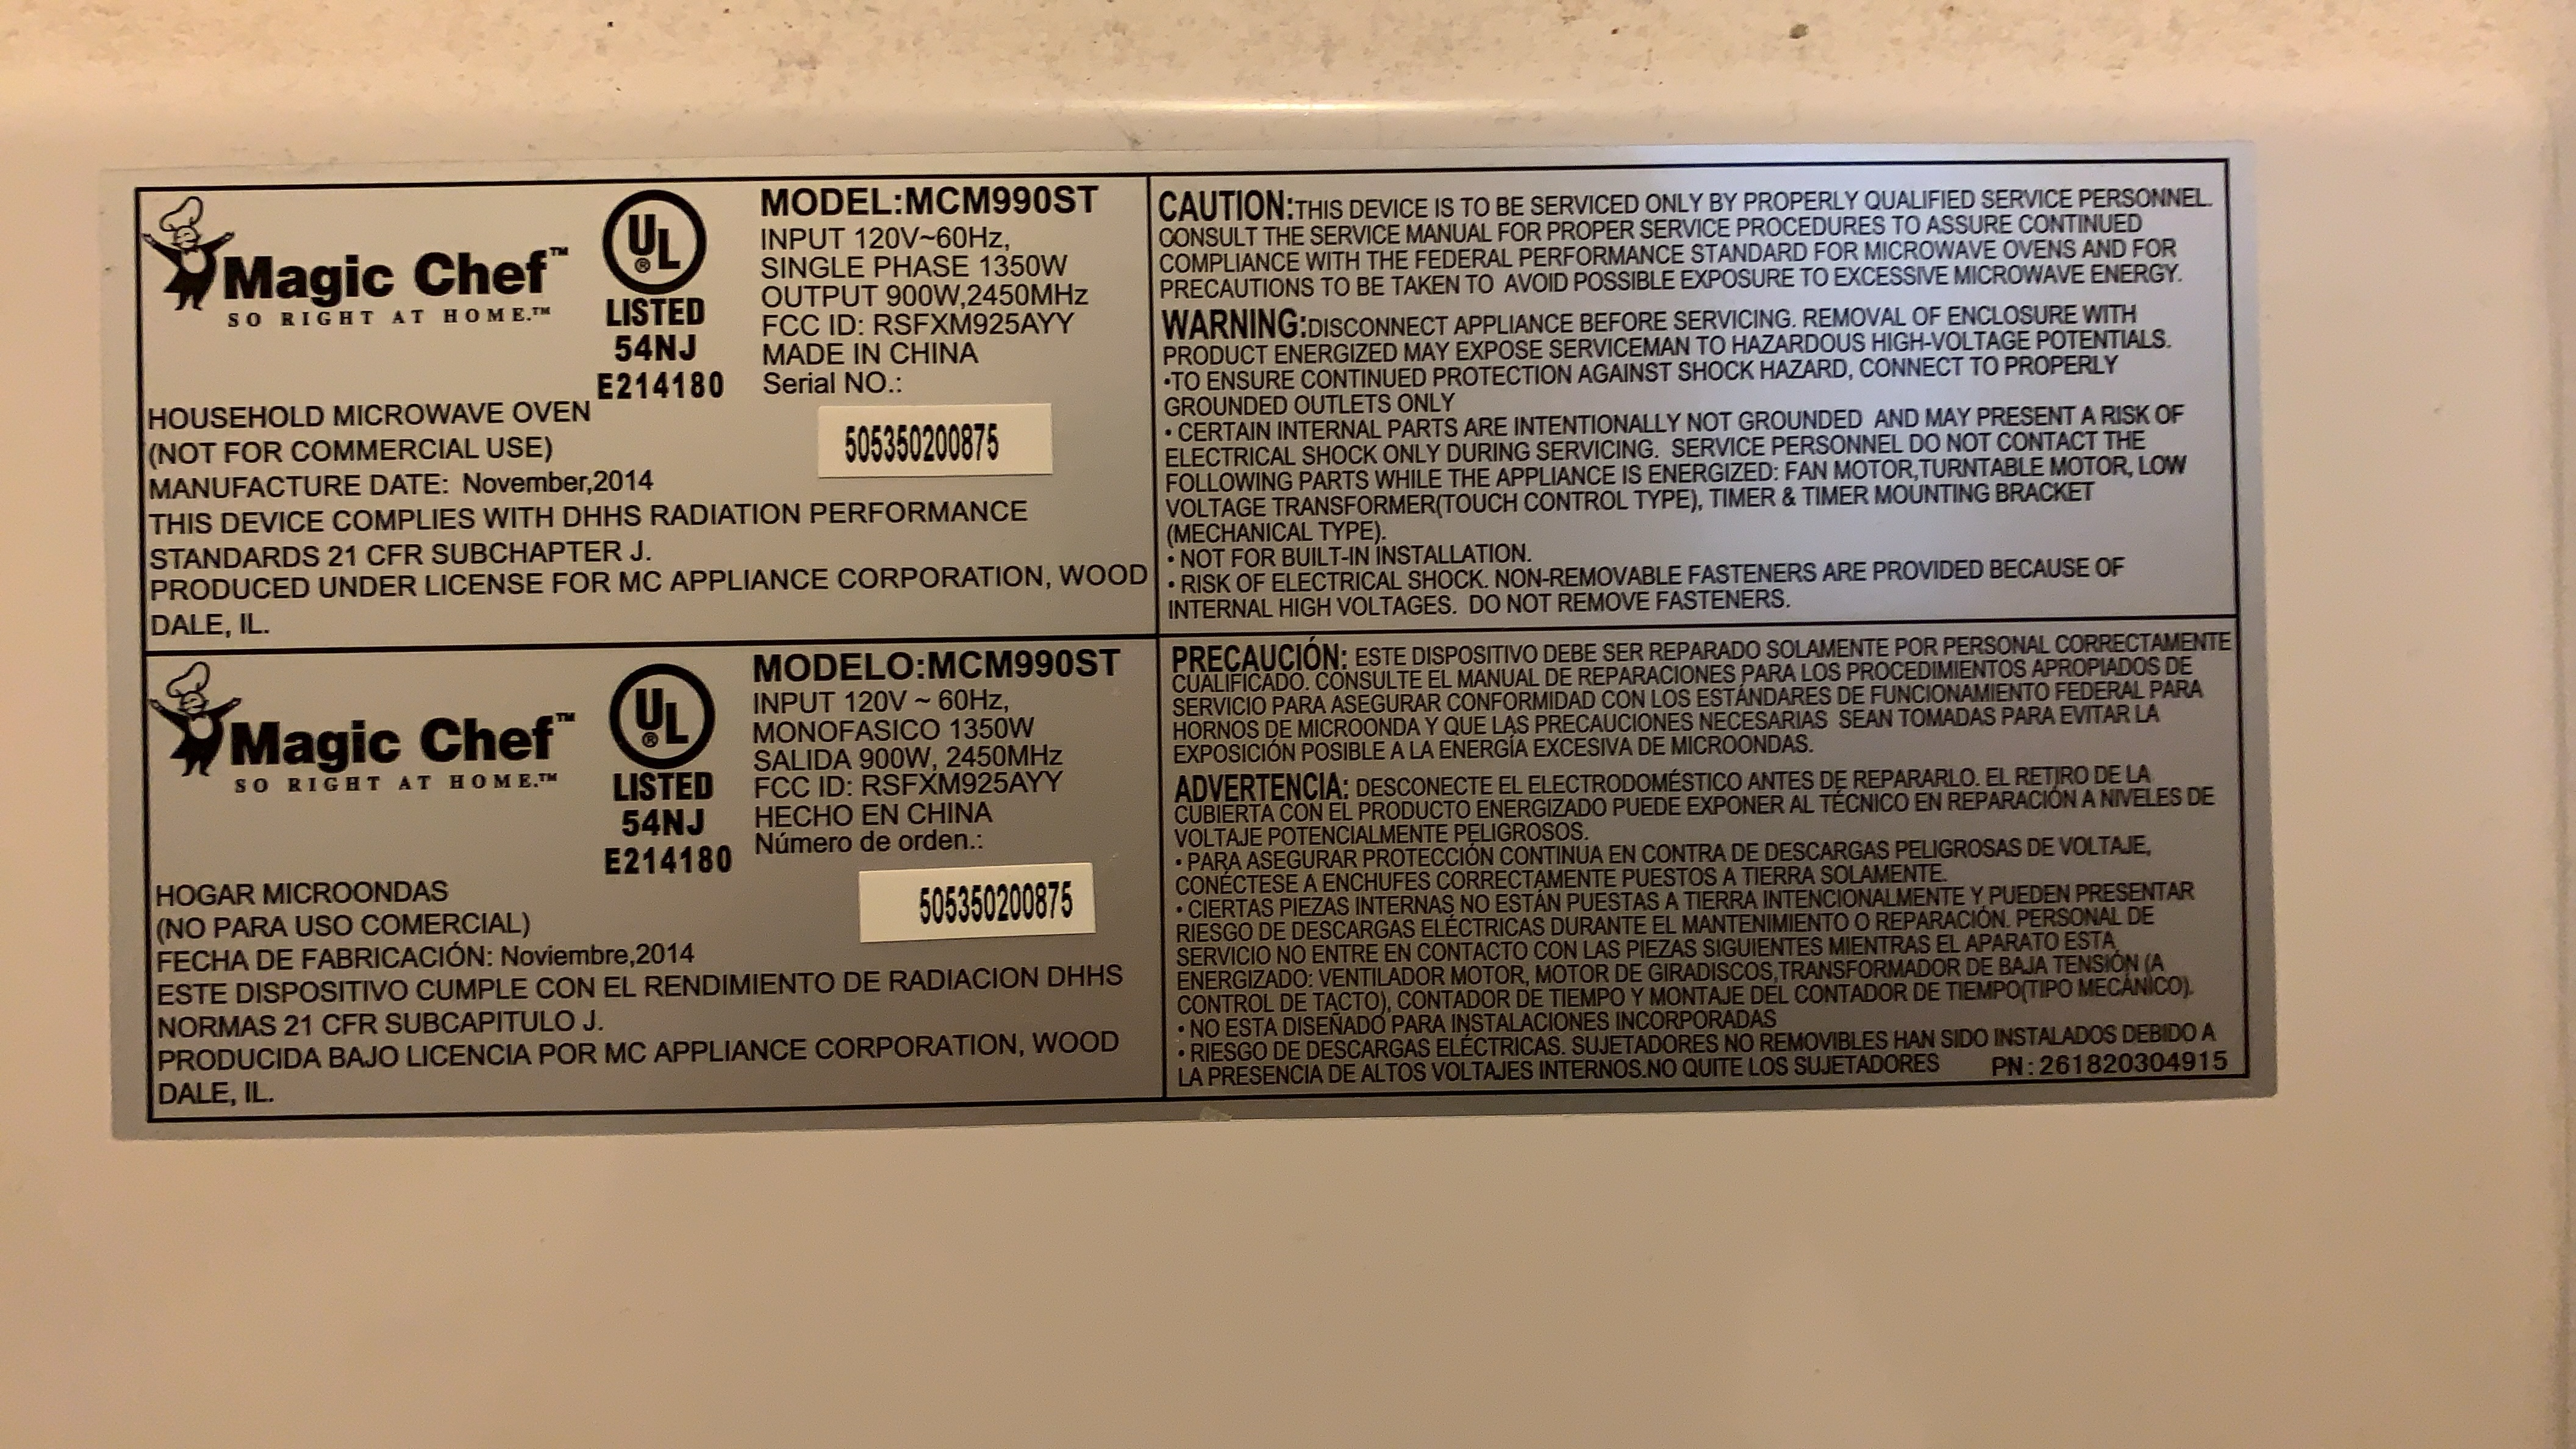 Magic Chef™
SO RIGHT AT HOME.™
UL
®
LISTED
54NJ
E214180
MODEL:MCM990ST
INPUT 120V~60Hz,
SINGLE PHASE 1350W
OUTPUT 900W,2450MHz
FCC ID: RSFXM925AYY
MADE IN CHINA
Serial NO.:
505350200875
HOUSEHOLD MICROWAVE OVEN
(NOT FOR COMMERCIAL USE)
MANUFACTURE DATE: November,2014
THIS DEVICE COMPLIES WITH DHHS RADIATION PERFORMANCE
STANDARDS 21 CFR SUBCHAPTER J.
PRODUCED UNDER LICENSE FOR MC APPLIANCE CORPORATION, WOOD
DALE, IL.
CAUTION:THIS DEVICE IS TO BE SERVICED ONLY BY PROPERLY QUALIFIED SERVICE PERSONNEL.
CONSULT THE SERVICE MANUAL FOR PROPER SERVICE PROCEDURES TO ASSURE CONTINUED
COMPLIANCE WITH THE FEDERAL PERFORMANCE STANDARD FOR MICROWAVE OVENS AND FOR
PRECAUTIONS TO BE TAKEN TO AVOID POSSIBLE EXPOSURE TO EXCESSIVE MICROWAVE ENERGY.
WARNING:DISCONNECT APPLIANCE BEFORE SERVICING. REMOVAL OF ENCLOSURE WITH
PRODUCT ENERGIZED MAY EXPOSE SERVICEMAN TO HAZARDOUS HIGH-VOLTAGE POTENTIALS.
•TO ENSURE CONTINUED PROTECTION AGAINST SHOCK HAZARD, CONNECT TO PROPERLY
GROUNDED OUTLETS ONLY
• CERTAIN INTERNAL PARTS ARE INTENTIONALLY NOT GROUNDED AND MAY PRESENT A RISK OF
ELECTRICAL SHOCK ONLY DURING SERVICING. SERVICE PERSONNEL DO NOT CONTACT THE
FOLLOWING PARTS WHILE THE APPLIANCE IS ENERGIZED: FAN MOTOR,TURNTABLE MOTOR, LOW
VOLTAGE TRANSFORMER(TOUCH CONTROL TYPE), TIMER & TIMER MOUNTING BRACKET
(MECHANICAL TYPE).
• NOT FOR BUILT-IN INSTALLATION.
• RISK OF ELECTRICAL SHOCK. NON-REMOVABLE FASTENERS ARE PROVIDED BECAUSE OF
INTERNAL HIGH VOLTAGES. DO NOT REMOVE FASTENERS.
Magic Chef™
SO RIGHT AT HOME.™
UL
®
LISTED
54NJ
E214180
MODELO:MCM990ST
INPUT 120V ~ 60Hz,
MONOFASICO 1350W
SALIDA 900W, 2450MHz
FCC ID: RSFXM925AYY
HECHO EN CHINA
Número de orden.:
505350200875
HOGAR MICROONDAS
(NO PARA USO COMERCIAL)
FECHA DE FABRICACIÓN: Noviembre,2014
ESTE DISPOSITIVO CUMPLE CON EL RENDIMIENTO DE RADIACION DHHS
NORMAS 21 CFR SUBCAPITULO J.
PRODUCIDA BAJO LICENCIA POR MC APPLIANCE CORPORATION, WOOD
DALE, IL.
PRECAUCIÓN: ESTE DISPOSITIVO DEBE SER REPARADO SOLAMENTE POR PERSONAL CORRECTAMENTE
CUALIFICADO. CONSULTE EL MANUAL DE REPARACIONES PARA LOS PROCEDIMIENTOS APROPIADOS DE
SERVICIO PARA ASEGURAR CONFORMIDAD CON LOS ESTÁNDARES DE FUNCIONAMIENTO FEDERAL PARA
HORNOS DE MICROONDA Y QUE LAS PRECAUCIONES NECESARIAS SEAN TOMADAS PARA EVITAR LA
EXPOSICIÓN POSIBLE A LA ENERGÍA EXCESIVA DE MICROONDAS.
ADVERTENCIA: DESCONECTE EL ELECTRODOMÉSTICO ANTES DE REPARARLO. EL RETIRO DE LA
CUBIERTA CON EL PRODUCTO ENERGIZADO PUEDE EXPONER AL TÉCNICO EN REPARACIÓN A NIVELES DE
VOLTAJE POTENCIALMENTE PELIGROSOS.
• PARA ASEGURAR PROTECCIÓN CONTINUA EN CONTRA DE DESCARGAS PELIGROSAS DE VOLTAJE,
CONÉCTESE A ENCHUFES CORRECTAMENTE PUESTOS A TIERRA SOLAMENTE.
• CIERTAS PIEZAS INTERNAS NO ESTÁN PUESTAS A TIERRA INTENCIONALMENTE Y PUEDEN PRESENTAR
RIESGO DE DESCARGAS ELÉCTRICAS DURANTE EL MANTENIMIENTO O REPARACIÓN. PERSONAL DE
SERVICIO NO ENTRE EN CONTACTO CON LAS PIEZAS SIGUIENTES MIENTRAS EL APARATO ESTA
ENERGIZADO: VENTILADOR MOTOR, MOTOR DE GIRADISCOS,TRANSFORMADOR DE BAJA TENSIÓN (A
CONTROL DE TACTO), CONTADOR DE TIEMPO Y MONTAJE DEL CONTADOR DE TIEMPO(TIPO MECÁNICO).
• NO ESTA DISEÑADO PARA INSTALACIONES INCORPORADAS
• RIESGO DE DESCARGAS ELÉCTRICAS. SUJETADORES NO REMOVIBLES HAN SIDO INSTALADOS DEBIDO A
LA PRESENCIA DE ALTOS VOLTAJES INTERNOS.NO QUITE LOS SUJETADORES PN:261820304915